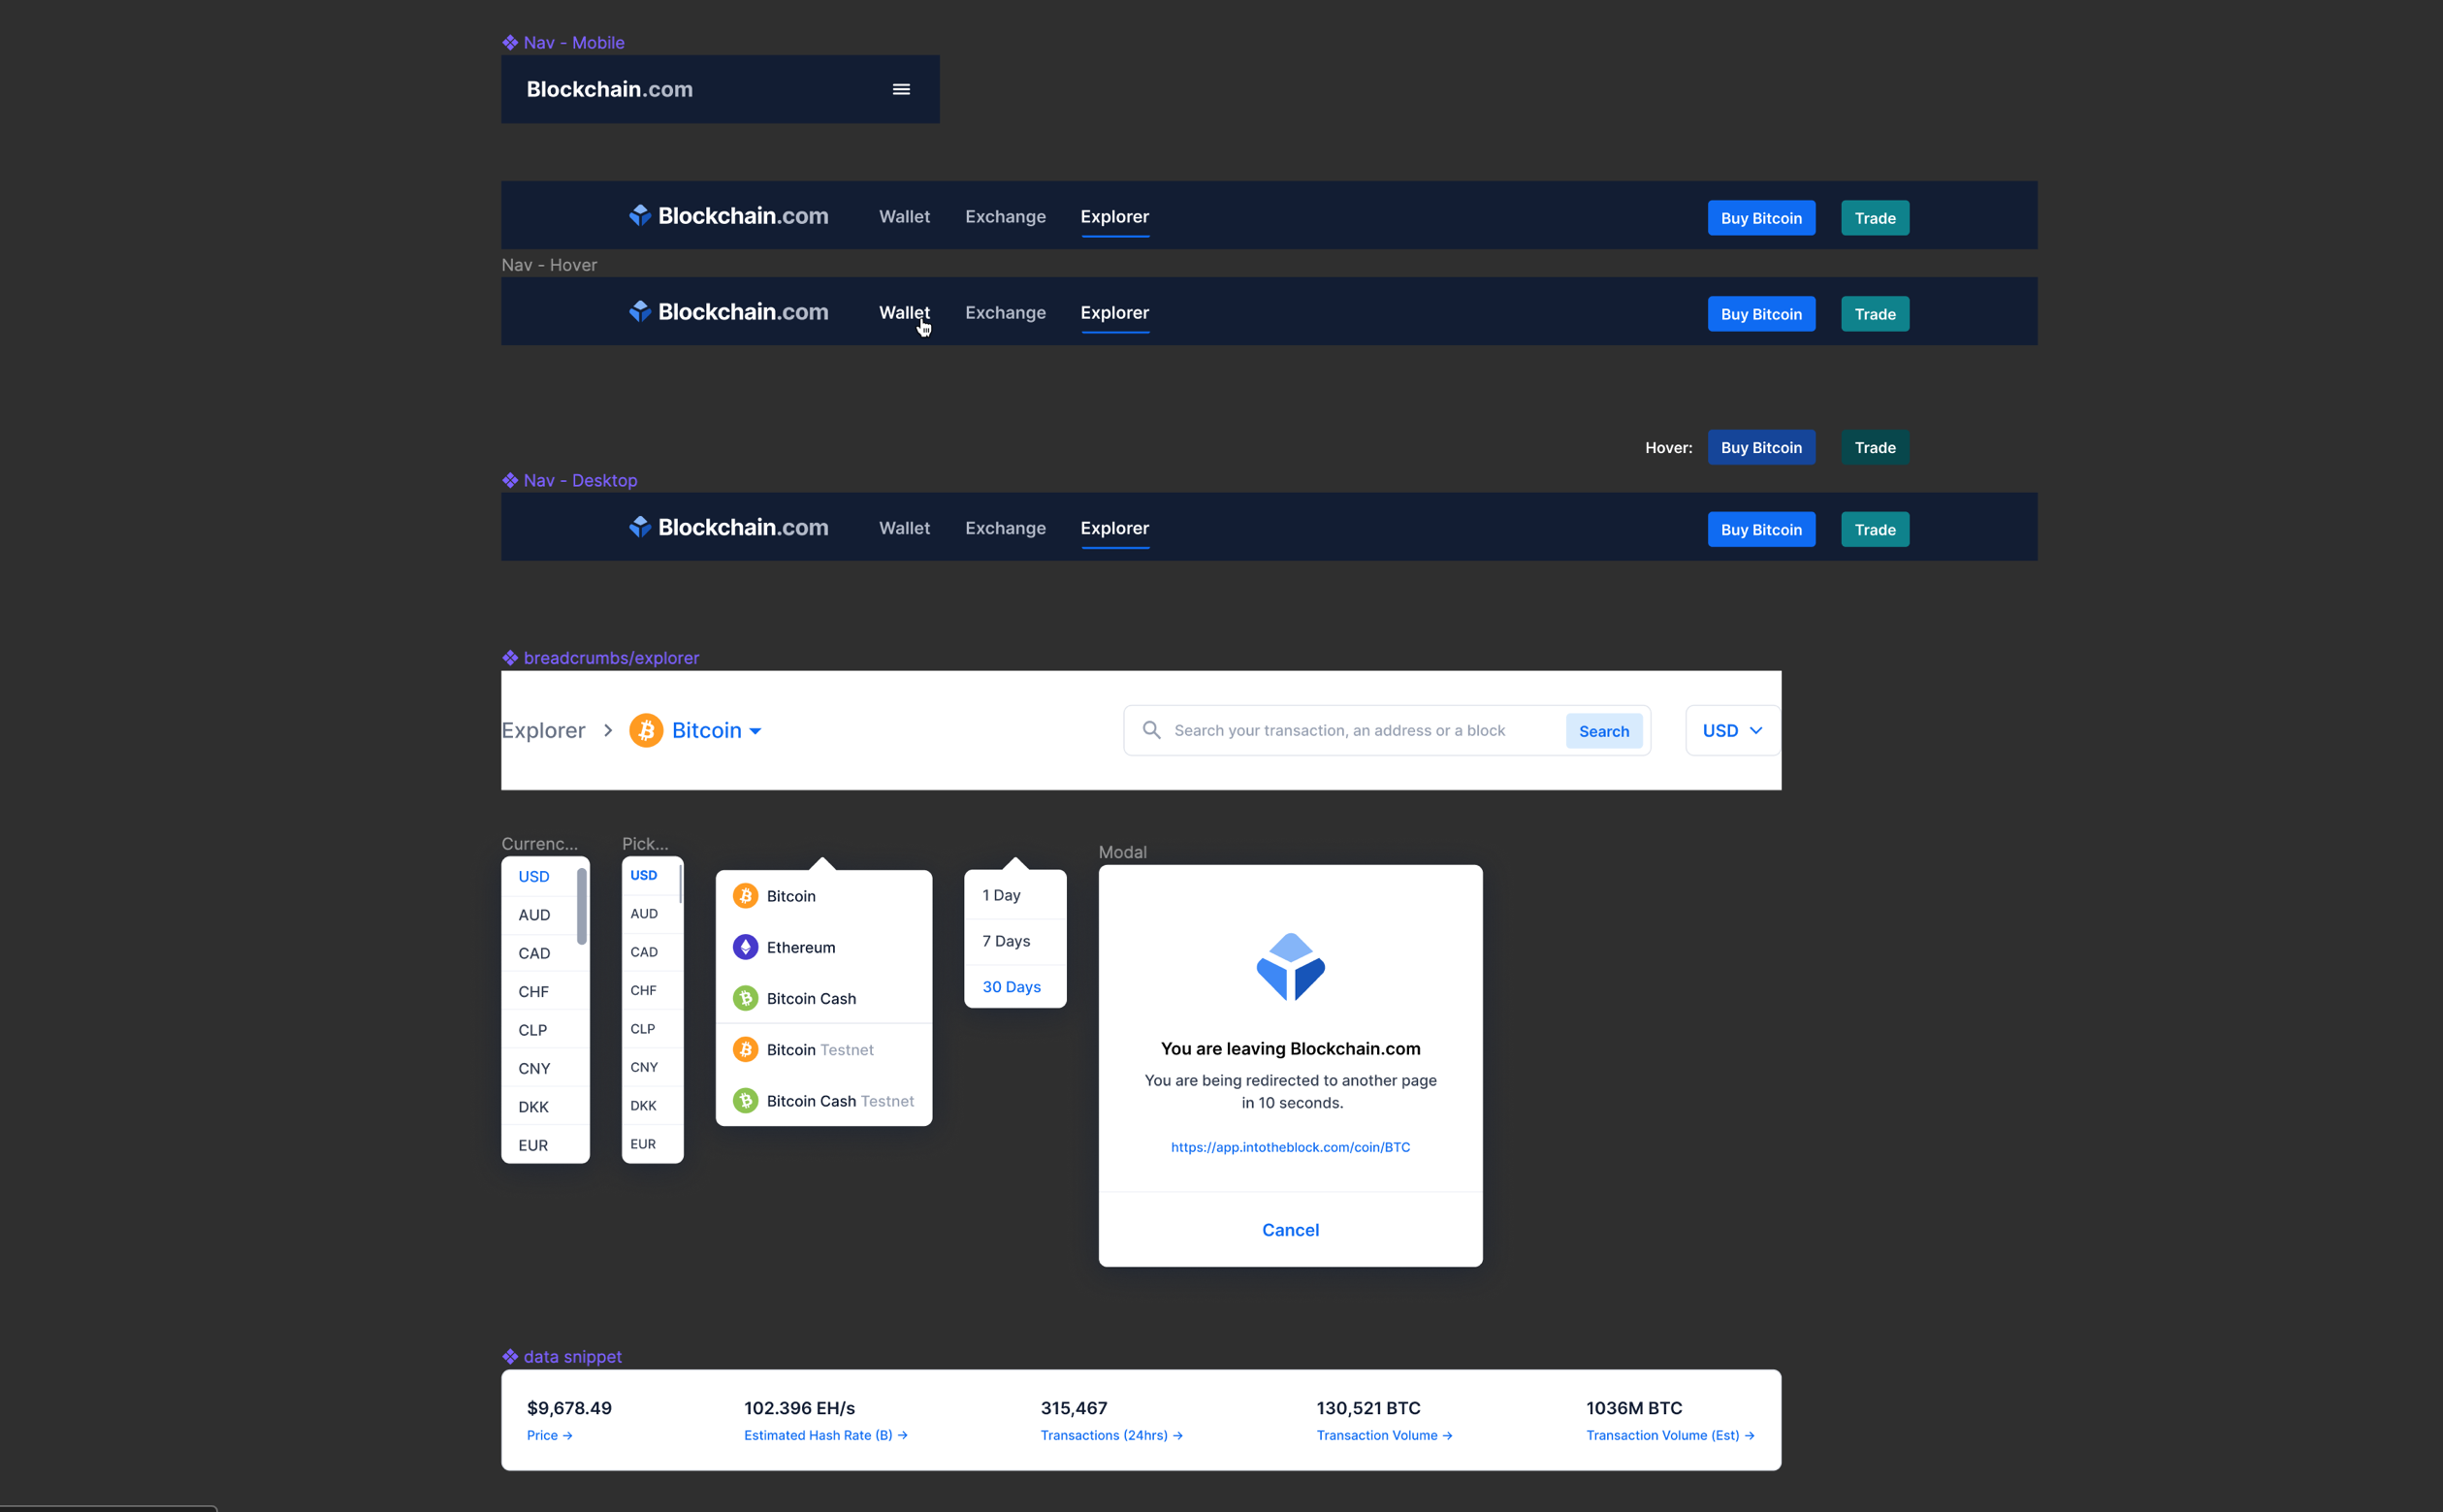 Nav - Mobile
Blockchain.com
Blockchain.com Wallet Exchange Explorer Buy Bitcoin Trade
Nav - Hover
Blockchain.com Wallet Exchange Explorer Buy Bitcoin Trade
Hover: Buy Bitcoin Trade
Nav - Desktop
Blockchain.com Wallet Exchange Explorer Buy Bitcoin Trade
breadcrumbs/explorer
Explorer > Bitcoin Search your transaction, an address or a block Search USD
Currenc...
USD
AUD
CAD
CHF
CLP
CNY
DKK
EUR
Pick...
USD
AUD
CAD
CHF
CLP
CNY
DKK
EUR
Bitcoin
Ethereum
Bitcoin Cash
Bitcoin Testnet
Bitcoin Cash Testnet
1 Day
7 Days
30 Days
Modal
You are leaving Blockchain.com
You are being redirected to another page
in 10 seconds.
https://app.intotheblock.com/coin/BTC
Cancel
data snippet
$9,678.49 102.396 EH/s 315,467 130,521 BTC 1036M BTC
Price → Estimated Hash Rate (B) → Transactions (24hrs) → Transaction Volume → Transaction Volume (Est) →